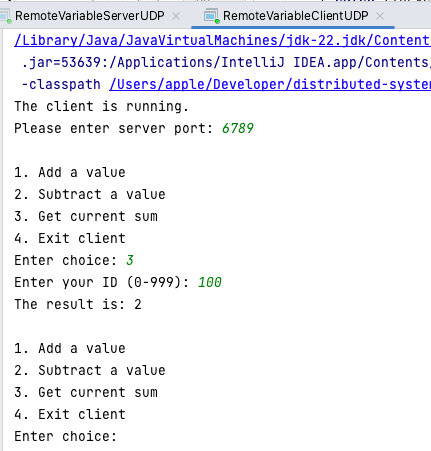 RemoteVariableServerUDP RemoteVariableClientUDP
/Library/Java/JavaVirtualMachines/jdk-22.jdk/Content
.jar=53639:/Applications/IntelliJ IDEA.app/Contents/
-classpath /Users/apple/Developer/distributed-system
The client is running.
Please enter server port: 6789
1. Add a value
2. Subtract a value
3. Get current sum
4. Exit client
Enter choice: 3
Enter your ID (0-999): 100
The result is: 2
1. Add a value
2. Subtract a value
3. Get current sum
4. Exit client
Enter choice: